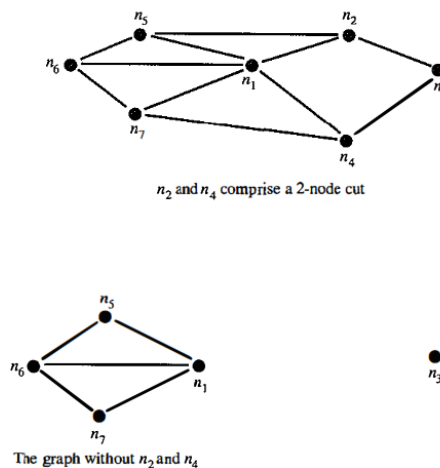 n5
n2
n6
n1
n
n7
n4
n2 and n4 comprise a 2-node cut
n5
n6
n1
n3
n7
The graph without n2 and n4